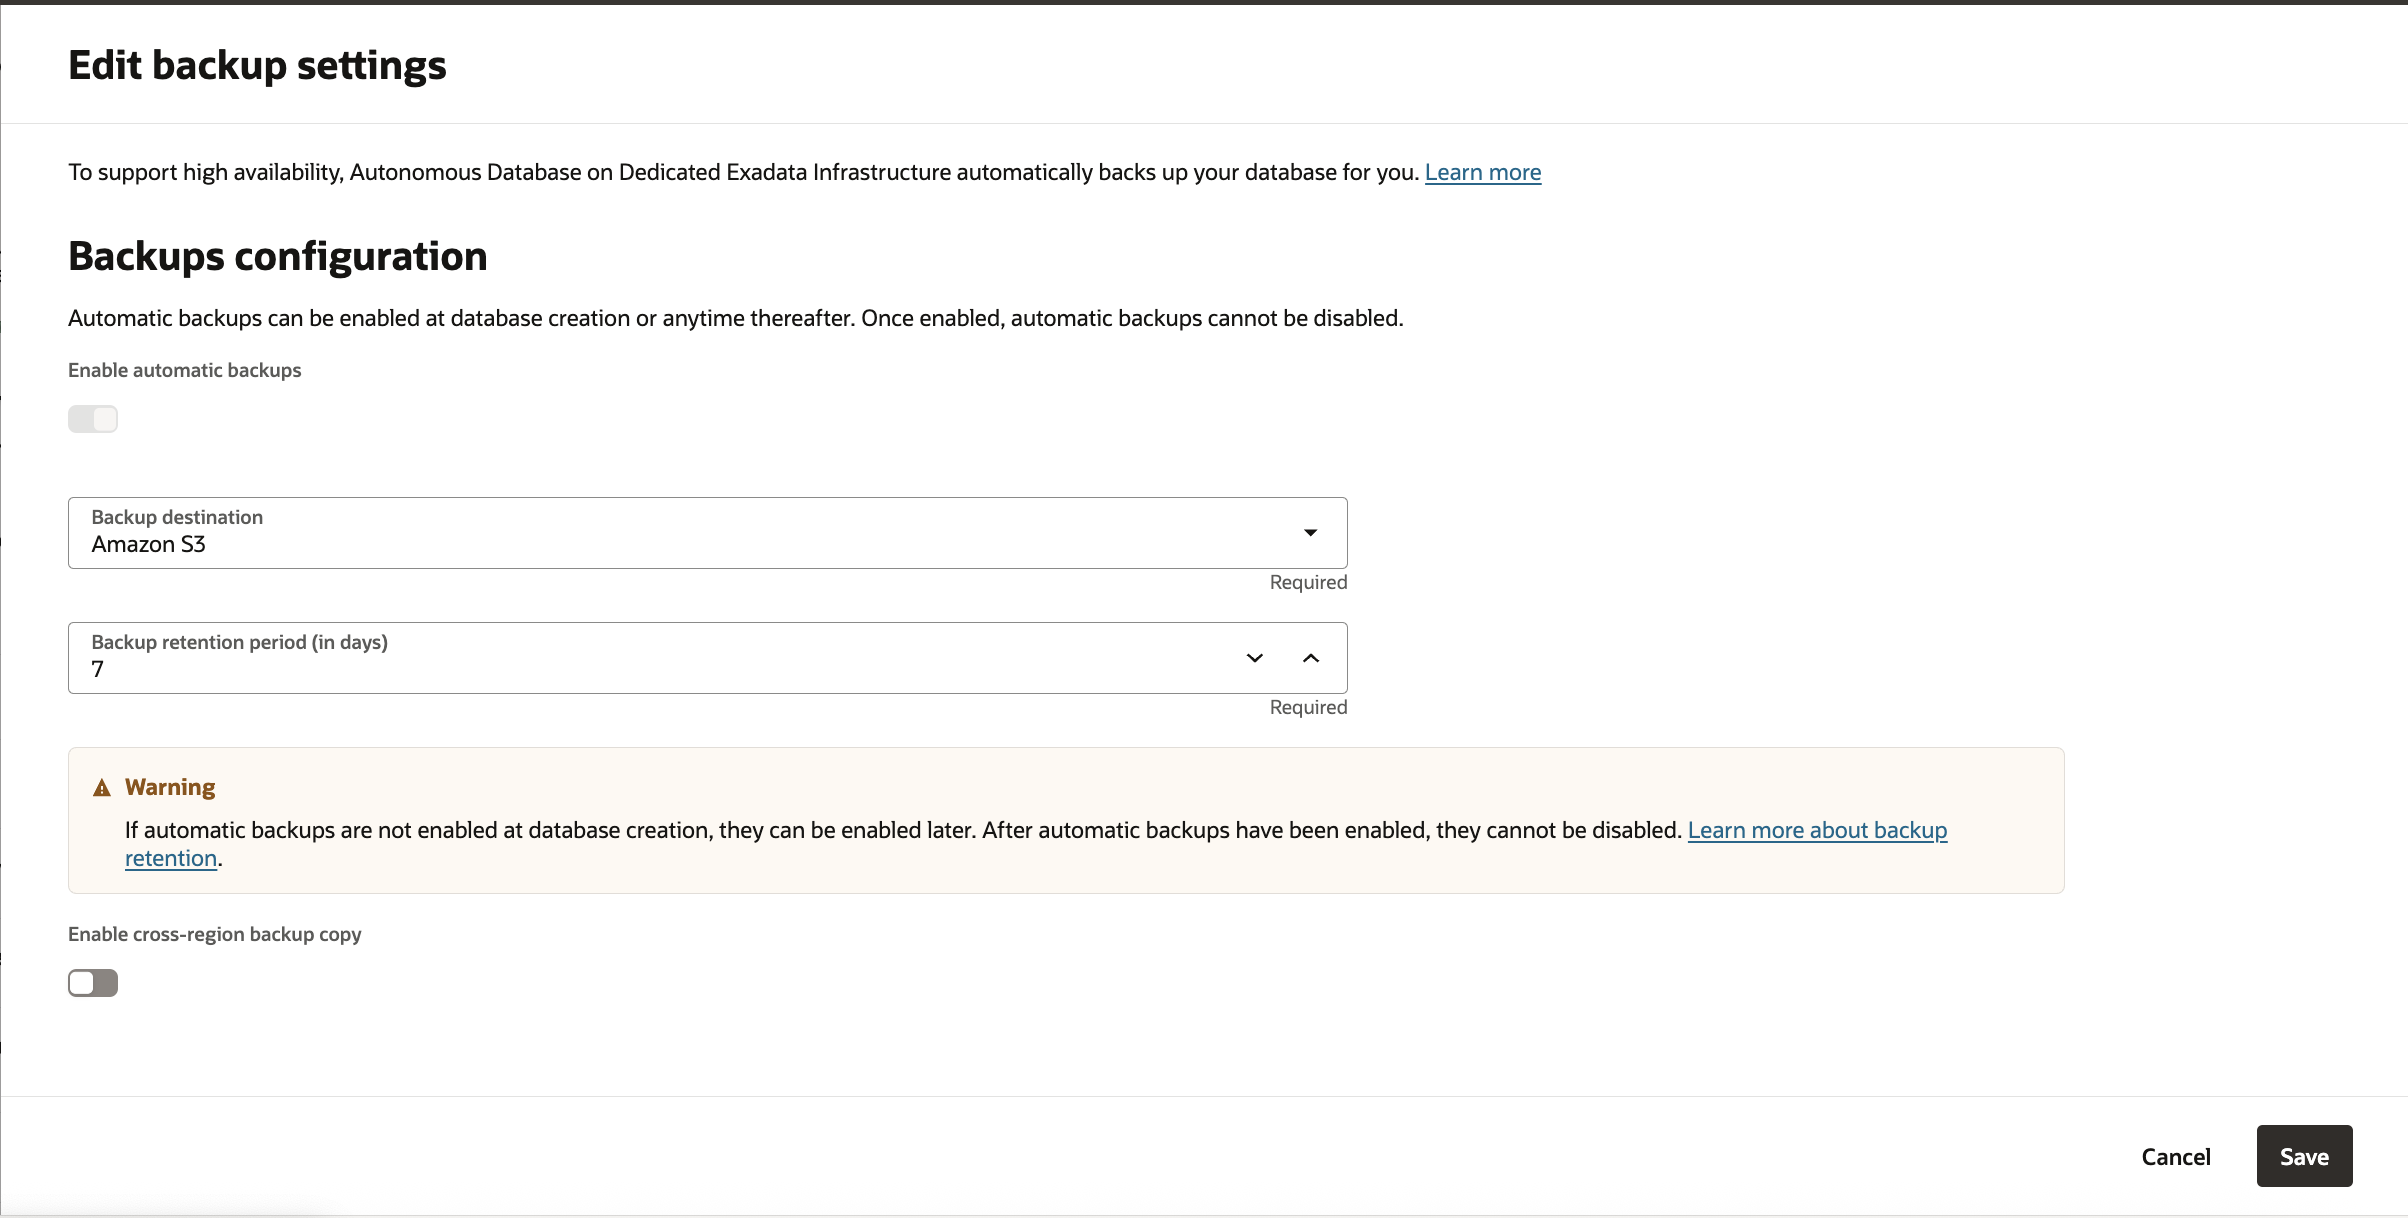 Edit backup settings
To support high availability, Autonomous Database on Dedicated Exadata Infrastructure automatically backs up your database for you. Learn more
Backups configuration
Automatic backups can be enabled at database creation or anytime thereafter. Once enabled, automatic backups cannot be disabled.
Enable automatic backups
Backup destination
Amazon S3
Required
Backup retention period (in days)
7
Required
Warning
If automatic backups are not enabled at database creation, they can be enabled later. After automatic backups have been enabled, they cannot be disabled. Learn more about backup
retention.
Enable cross-region backup copy
Cancel
Save